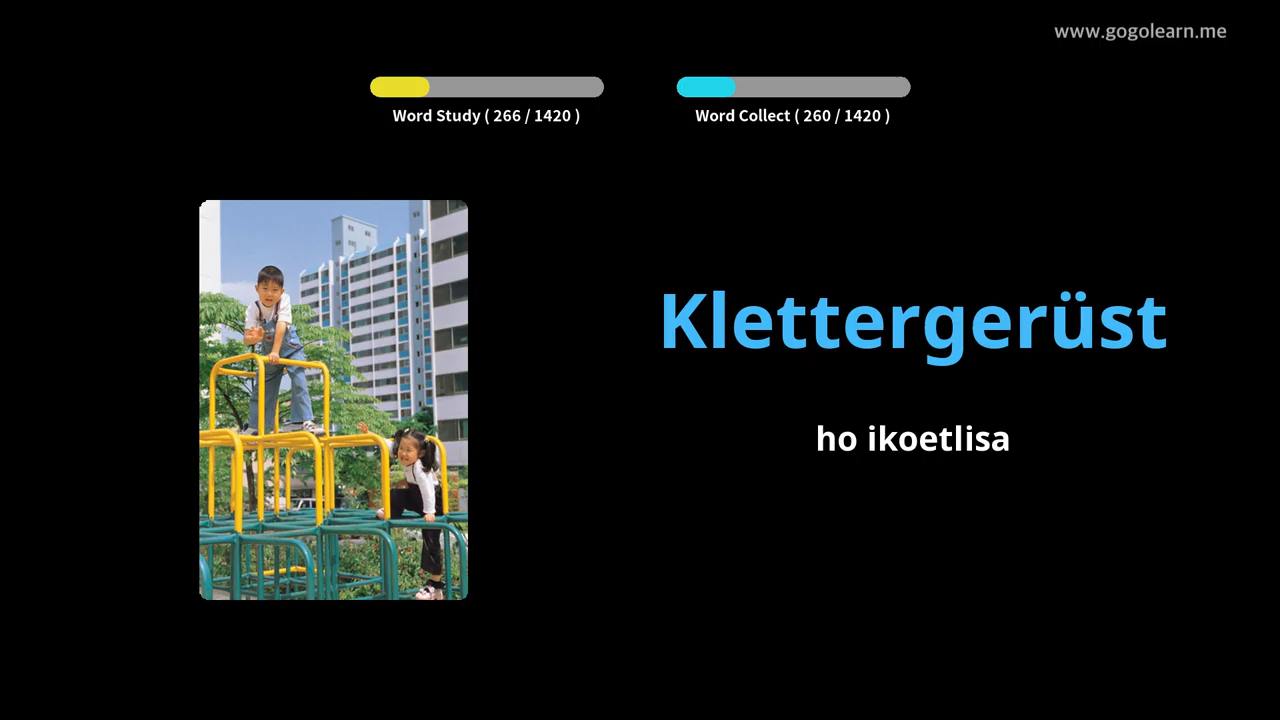 www.gogolearn.me
Word Study ( 266 / 1420 )
Word Collect ( 260 / 1420 )
Klettergerüst
ho ikoetlisa